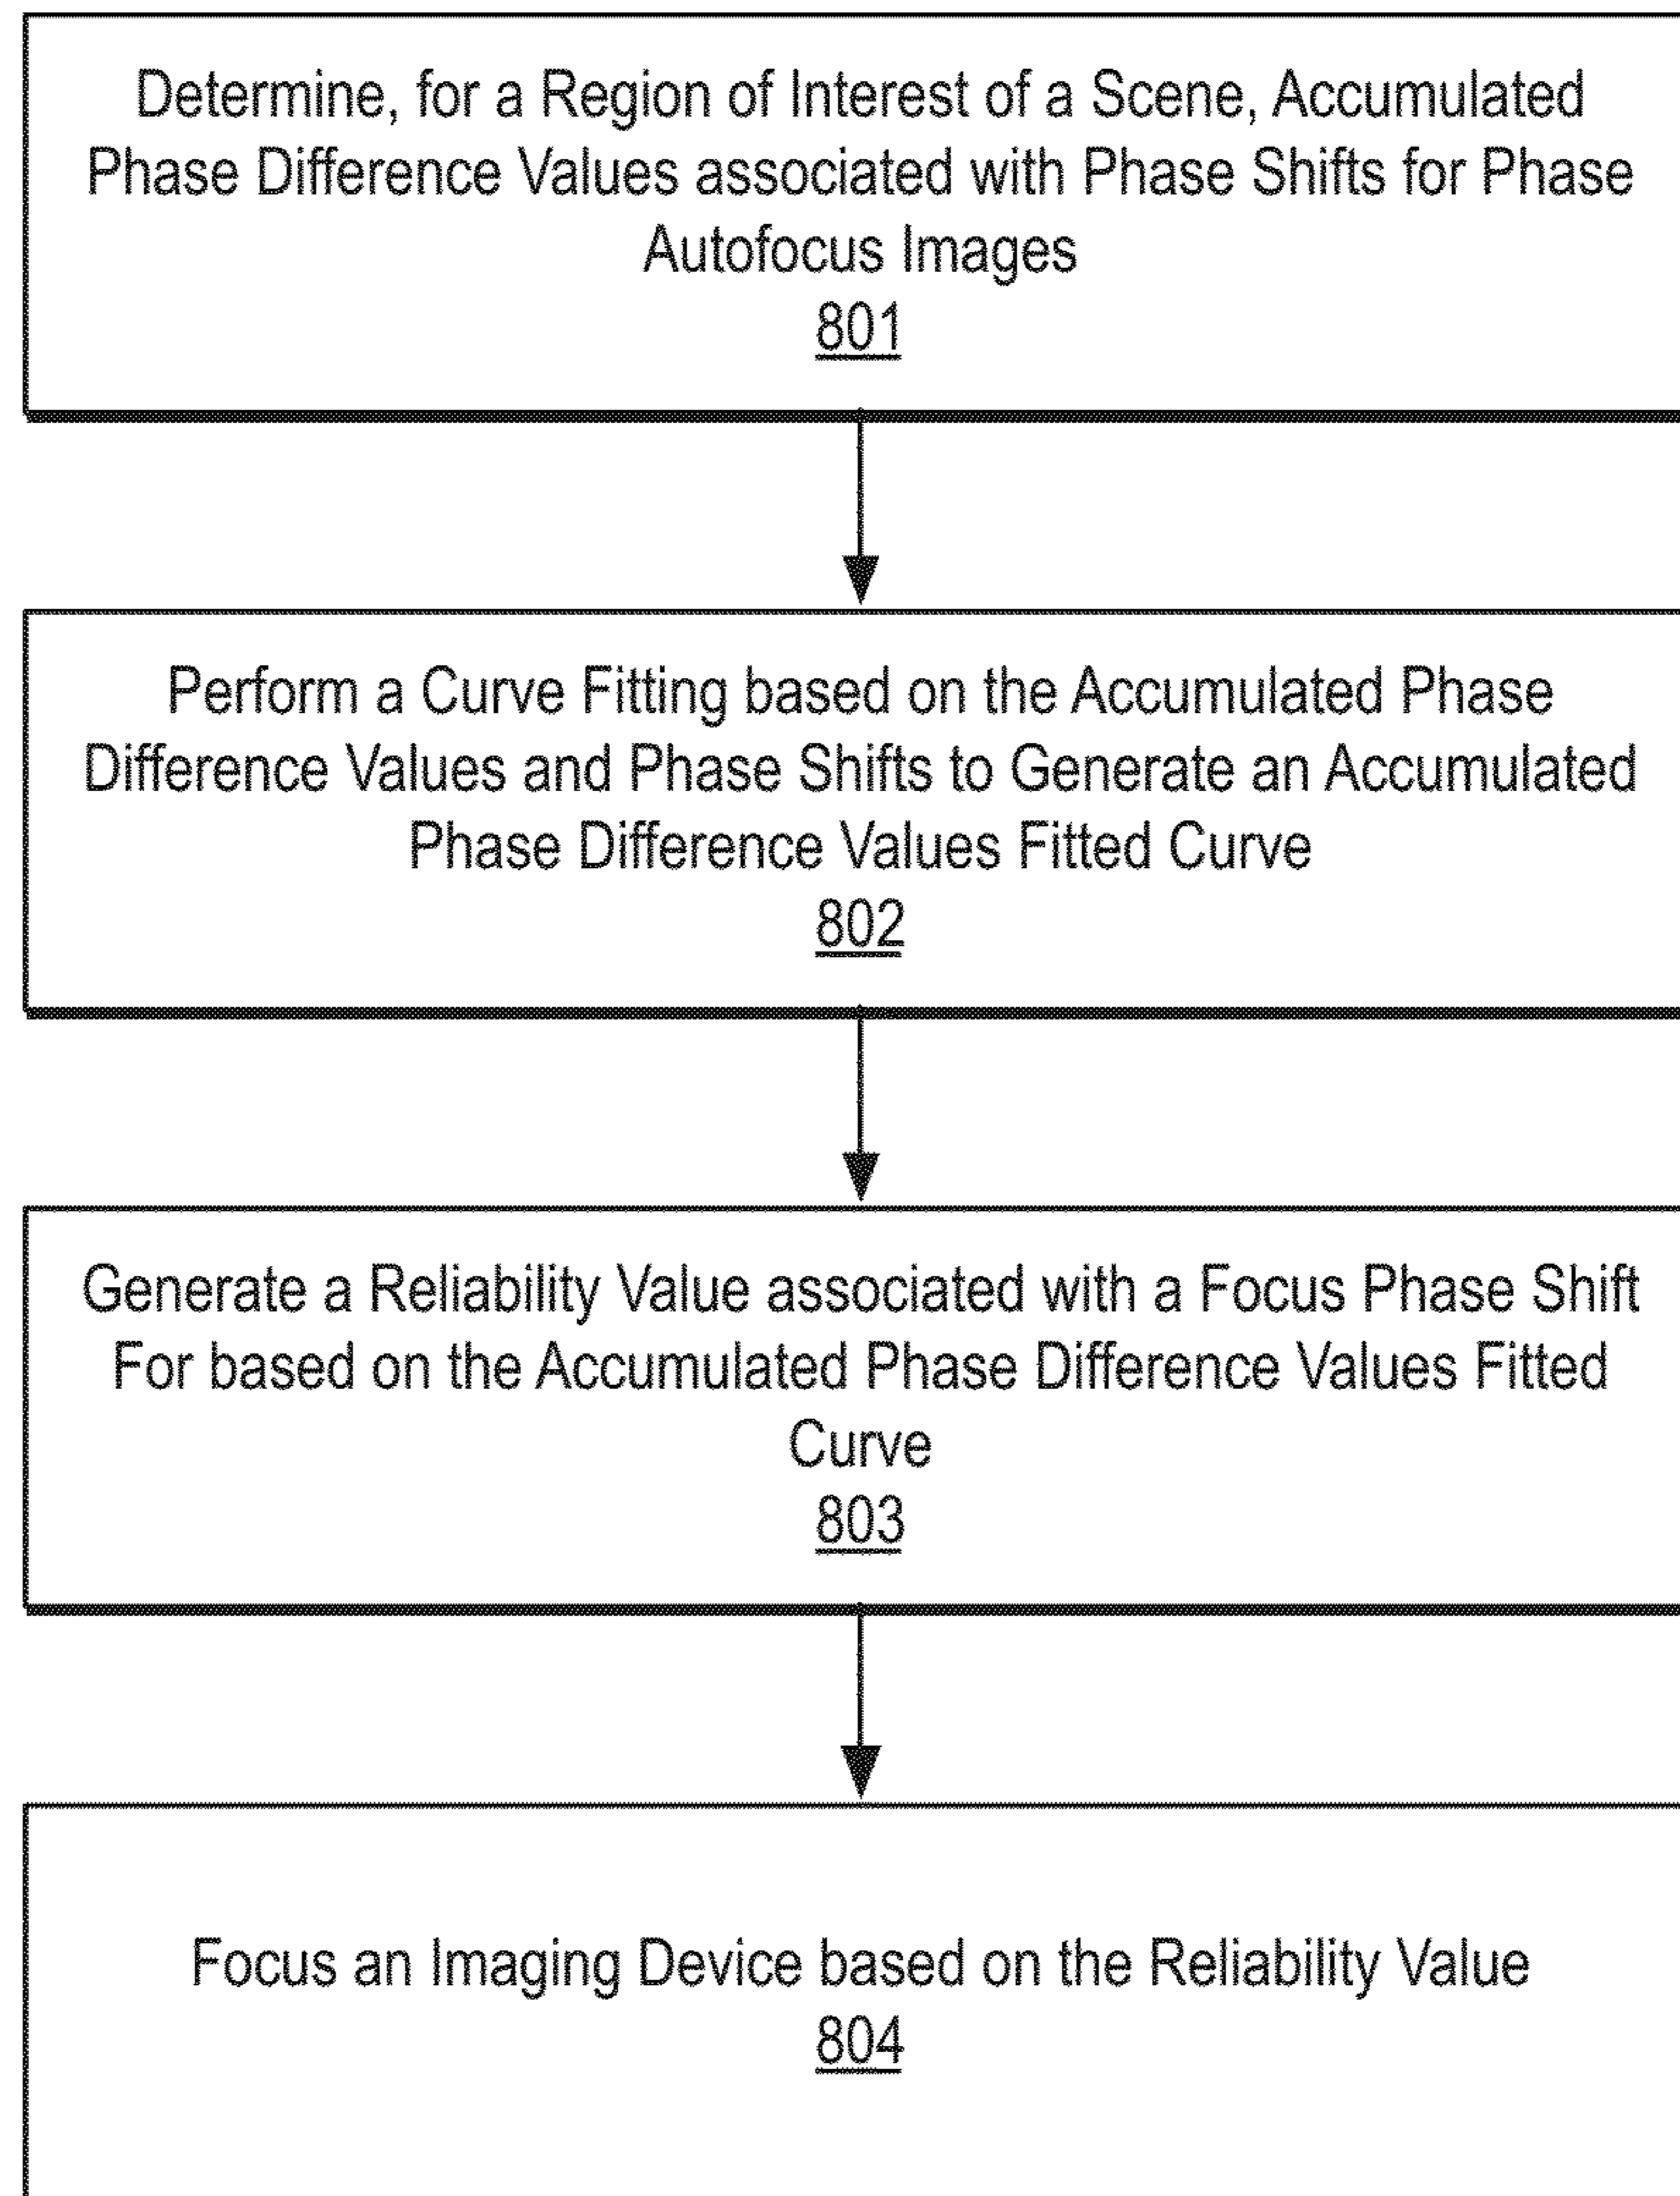 Determine, for a Region of Interest of a Scene, Accumulated
Phase Difference Values associated with Phase Shifts for Phase
Autofocus Images
801
Perform a Curve Fitting based on the Accumulated Phase
Difference Values and Phase Shifts to Generate an Accumulated
Phase Difference Values Fitted Curve
802
Generate a Reliability Value associated with a Focus Phase Shift
For based on the Accumulated Phase Difference Values Fitted
Curve
803
Focus an Imaging Device based on the Reliability Value
804